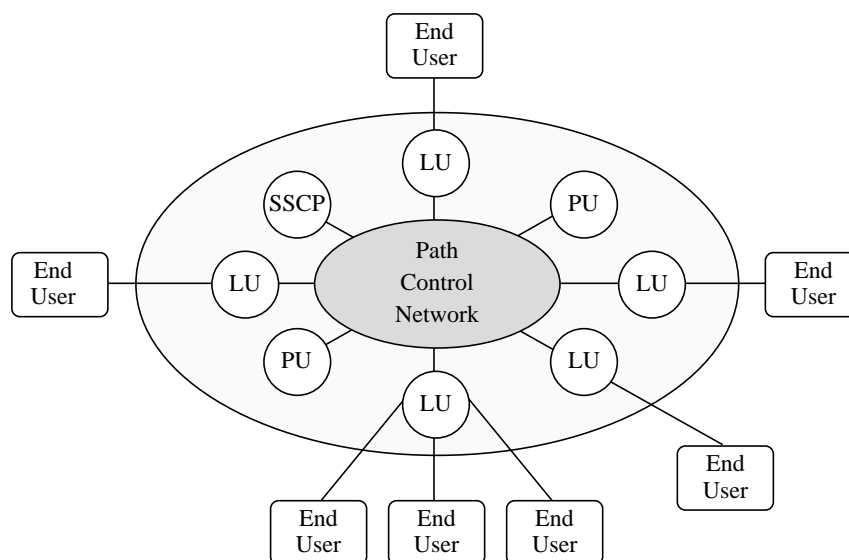 End
User
LU
SSCP
PU
Path
Control
Network
End
User
LU
LU
End
User
PU
LU
LU
End
User
End
User
End
User
End
User